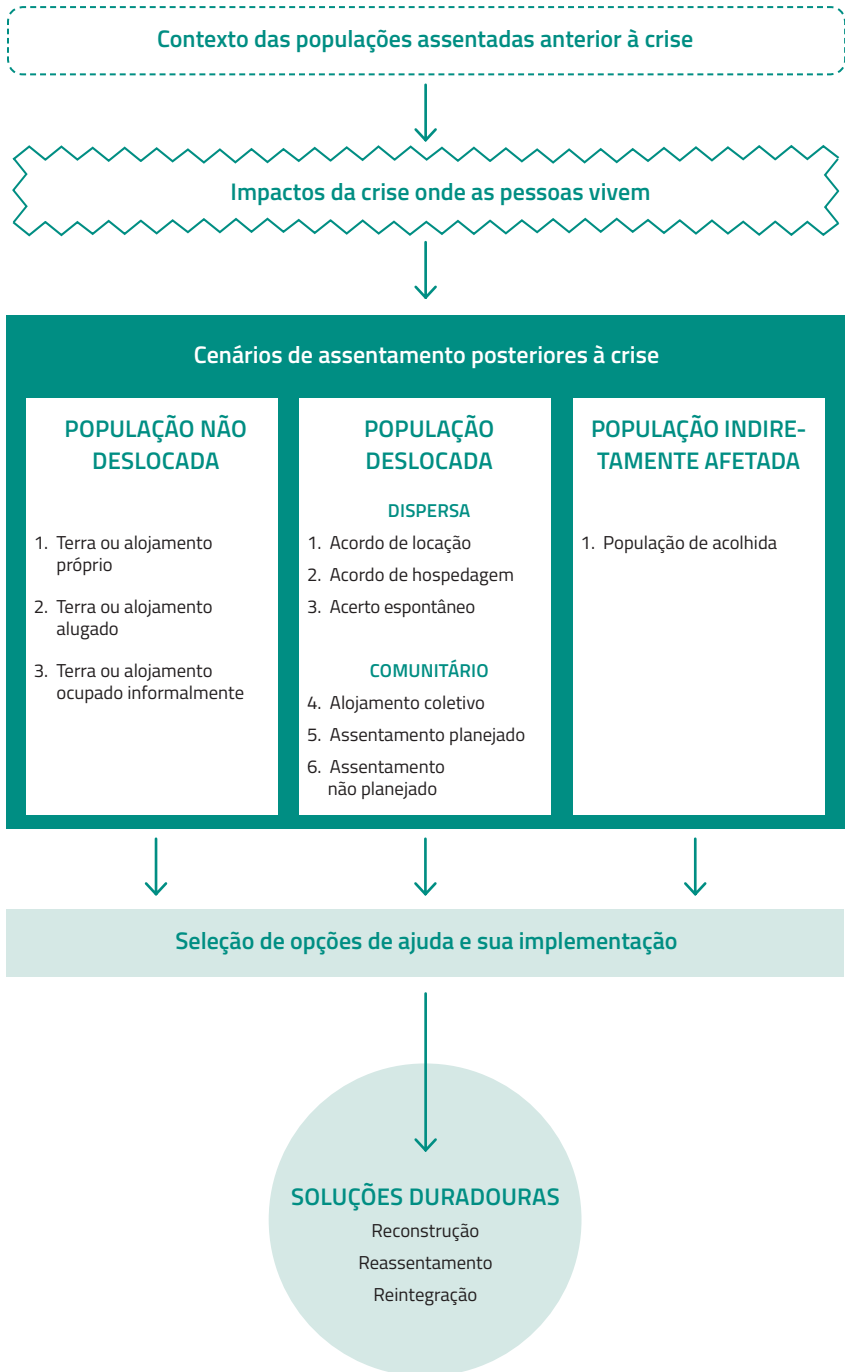 Contexto das populações assentadas anterior à crise
Impactos da crise onde as pessoas vivem
Cenários de assentamento posteriores à crise
POPULAÇÃO NÃO
DESLOCADA
1. Terra ou alojamento
próprio
2. Terra ou alojamento
alugado
3. Terra ou alojamento
ocupado informalmente
POPULAÇÃO
DESLOCADA
DISPERSA
1. Acordo de locação
2. Acordo de hospedagem
3. Acerto espontâneo
COMUNITÁRIO
4. Alojamento coletivo
5. Assentamento planejado
6. Assentamento
não planejado
POPULAÇÃO INDIRE-
TAMENTE AFETADA
1. População de acolhida
Seleção de opções de ajuda e sua implementação
SOLUÇÕES DURADOURAS
Reconstrução
Reassentamento
Reintegração